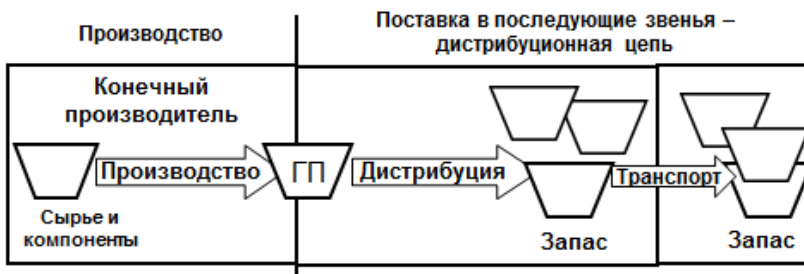 Производство
Поставка в последующие звенья –
дистрибуционная цепь
Конечный
производитель
Производство
ГП
Дистрибуция
Транспорт
Сырье и
компоненты
Запас
Запас